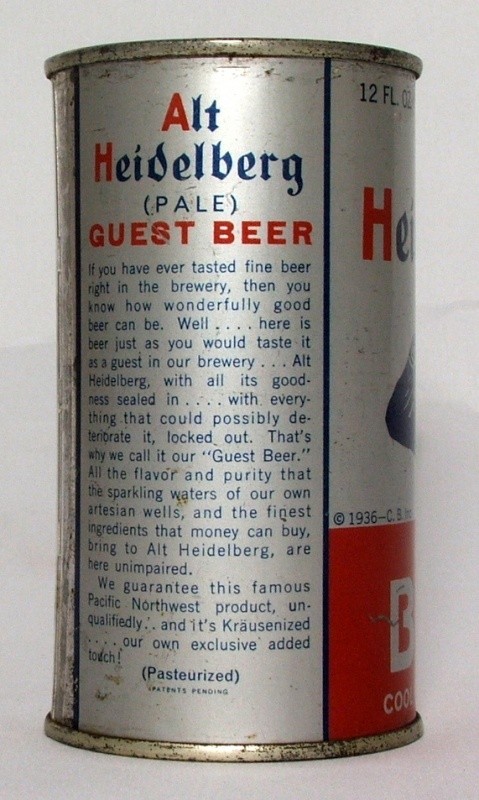 Alt
Heidelberg
(PALE)
GUEST BEER
If you have ever tasted fine beer
right in the brewery, then you
know how wonderfully good
beer can be. Well .... here is
beer just as you would taste it
as a guest in our brewery ... Alt
Heidelberg, with all its good-
ness sealed in .... with every-
thing that could possibly de-
teriorate it, locked out. That's
why we call it our "Guest Beer."
All the flavor and purity that
the sparkling waters of our own
artesian wells, and the finest
ingredients that money can buy,
bring to Alt Heidelberg, are
here unimpaired.
We guarantee this famous
Pacific Northwest product, un-
qualifiedly.. and it's Kräusenized
.... our own exclusive added
touch!
(Pasteurized)
PATENTS PENDING
12 FL. OZ
He
© 1936-C. B. Inc
B
COO